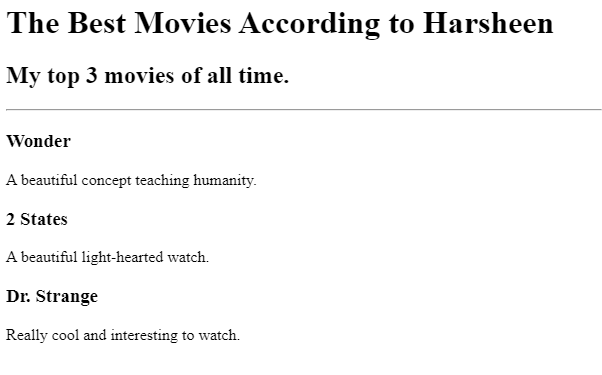 The Best Movies According to Harsheen
My top 3 movies of all time.
Wonder
A beautiful concept teaching humanity.
2 States
A beautiful light-hearted watch.
Dr. Strange
Really cool and interesting to watch.